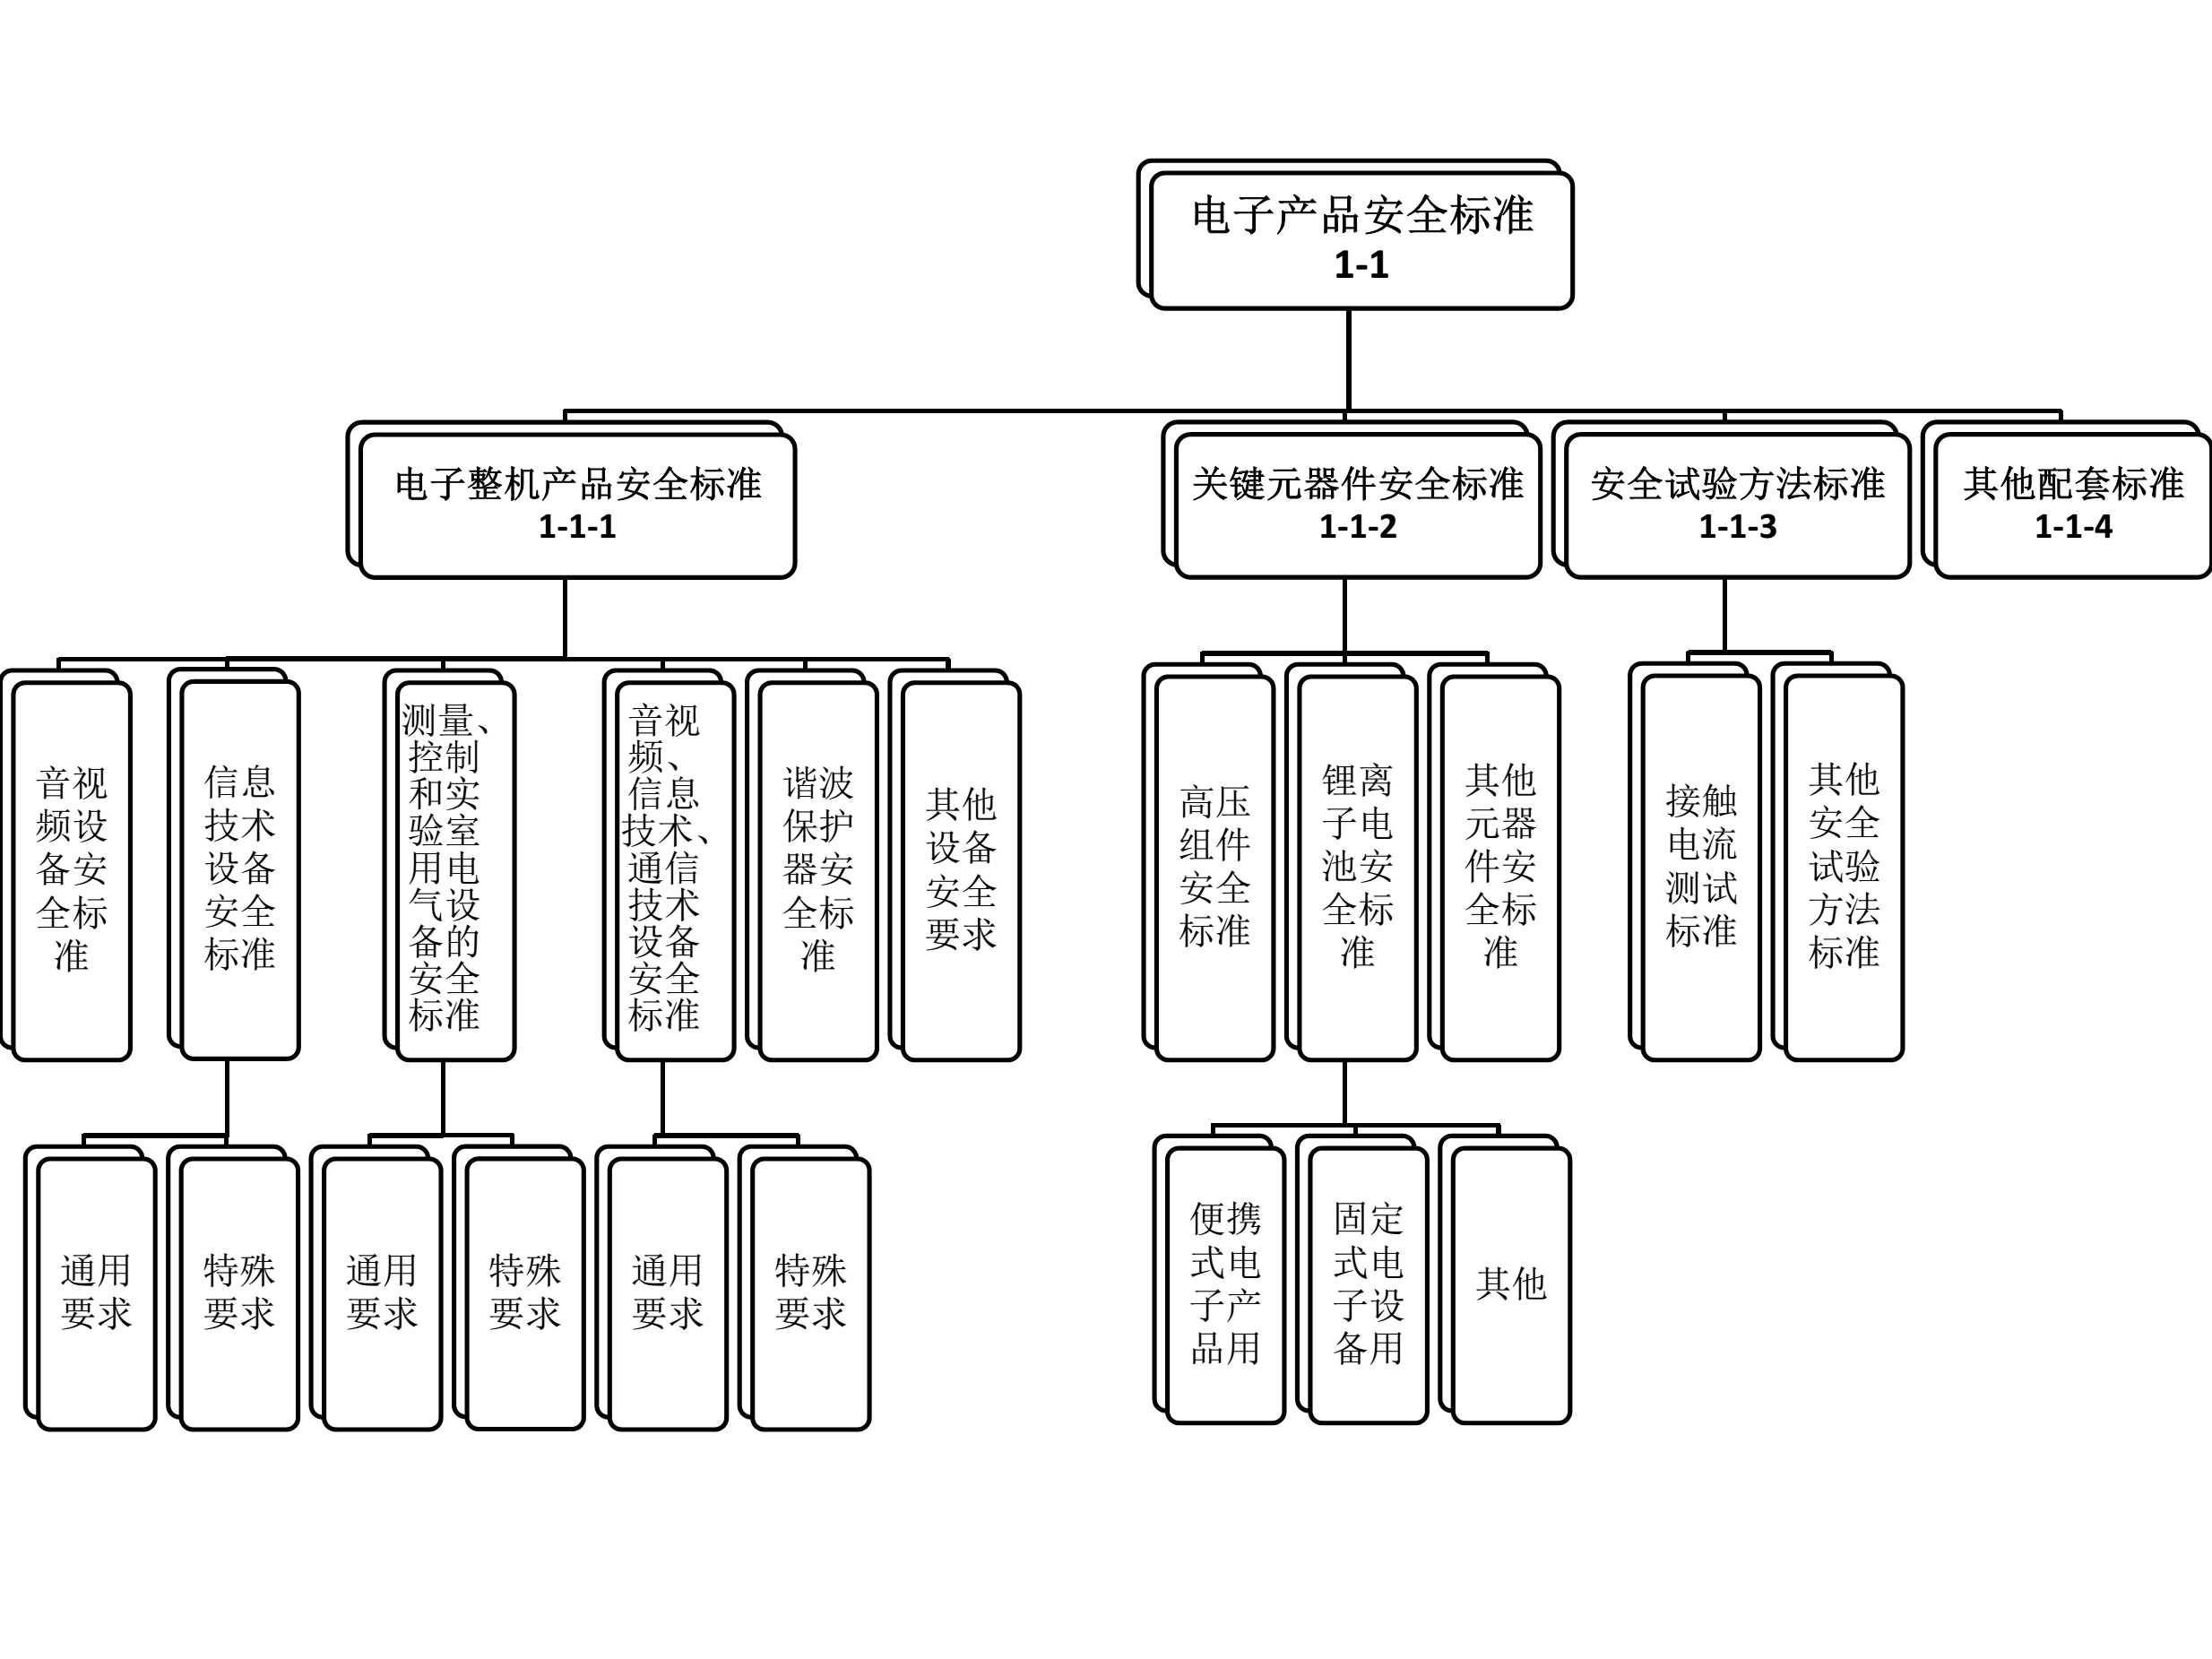 电子产品安全标准
1-1
电子整机产品安全标准
1-1-1
关键元器件安全标准
1-1-2
安全试验方法标准
1-1-3
其他配套标准
1-1-4
音视
频设
备安
全标
准
信息
技术
设备
安全
标准
测量、
控制
和实
验室
用电
气设
备的
安全
标准
音视
频、
信息
技术、
通信
技术
设备
安全
标准
谐波
保护
器安
全标
准
其他
设备
安全
要求
高压
组件
安全
标准
锂离
子电
池安
全标
准
其他
元器
件安
全标
准
接触
电流
测试
标准
其他
安全
试验
方法
标准
通用
要求
特殊
要求
通用
要求
特殊
要求
通用
要求
特殊
要求
便携
式电
子产
品用
固定
式电
子设
备用
其他